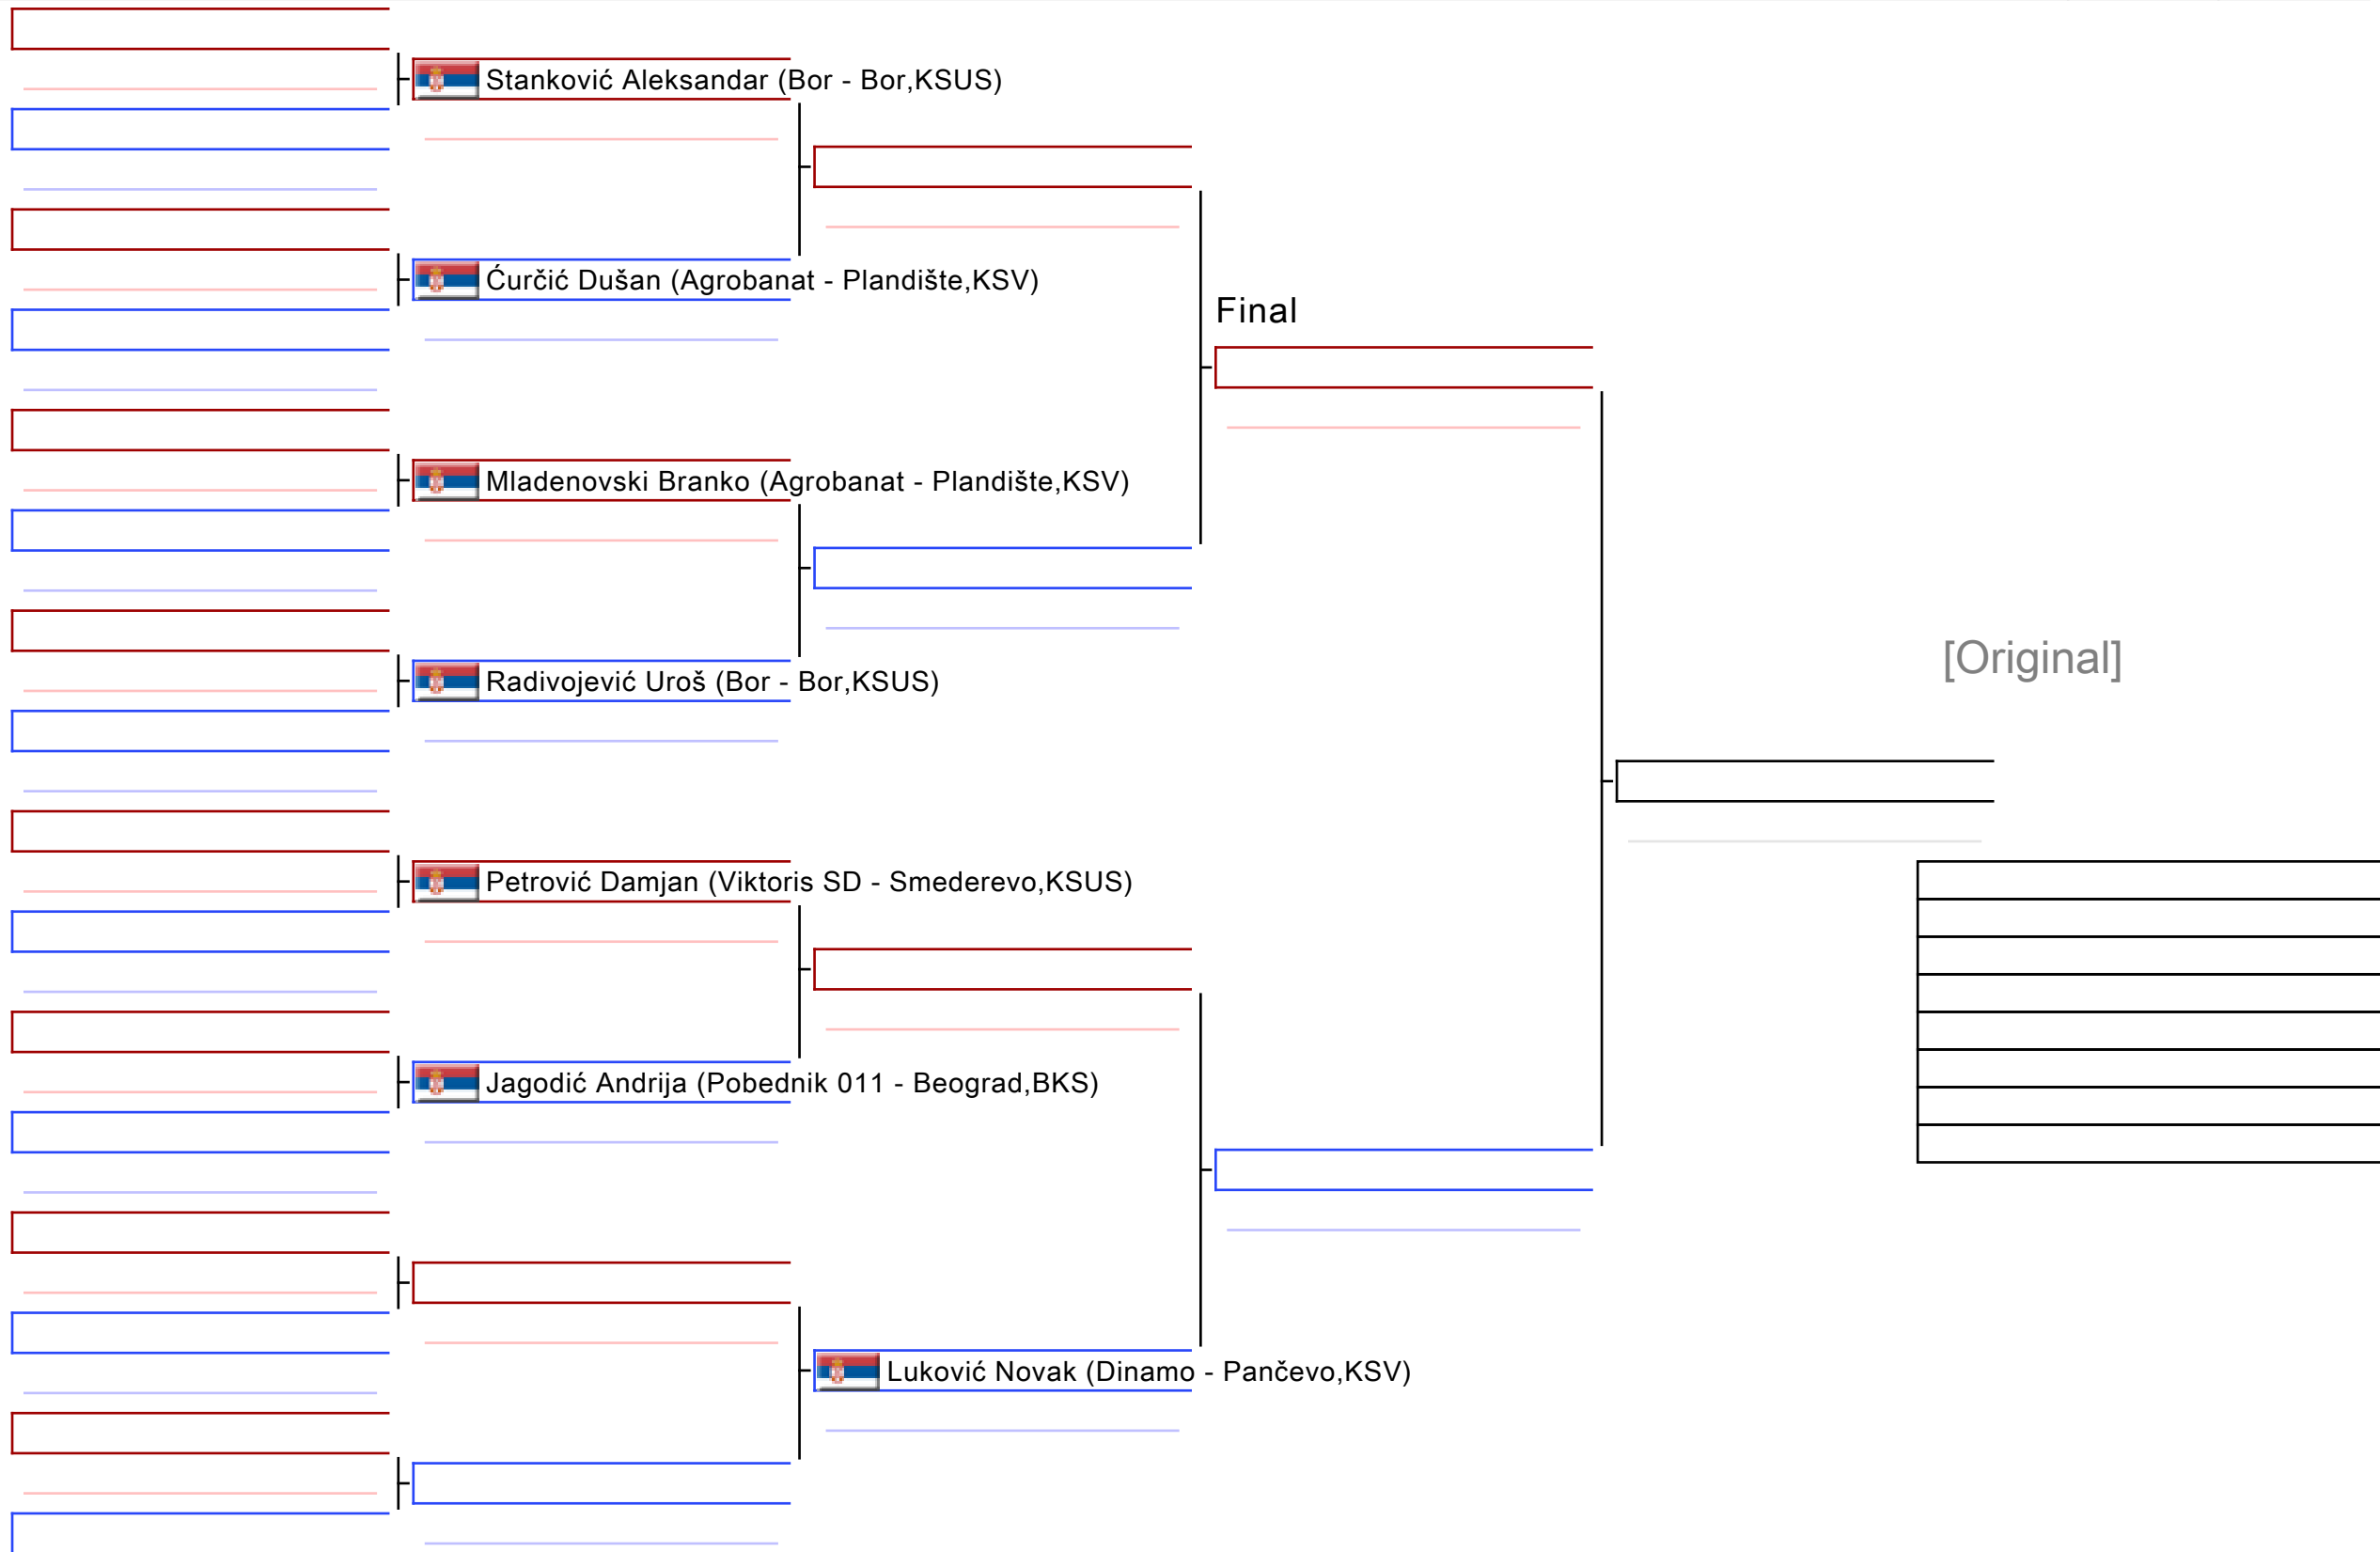 Stanković Aleksandar (Bor - Bor,KSUS)
Ćurčić Dušan (Agrobanat - Plandište,KSV)
Final
Mladenovski Branko (Agrobanat - Plandište,KSV)
[Original]
Radivojević Uroš (Bor - Bor,KSUS)
Petrović Damjan (Viktoris SD - Smederevo,KSUS)
Jagodić Andrija (Pobednik 011 - Beograd,BKS)
Luković Novak (Dinamo - Pančevo,KSV)